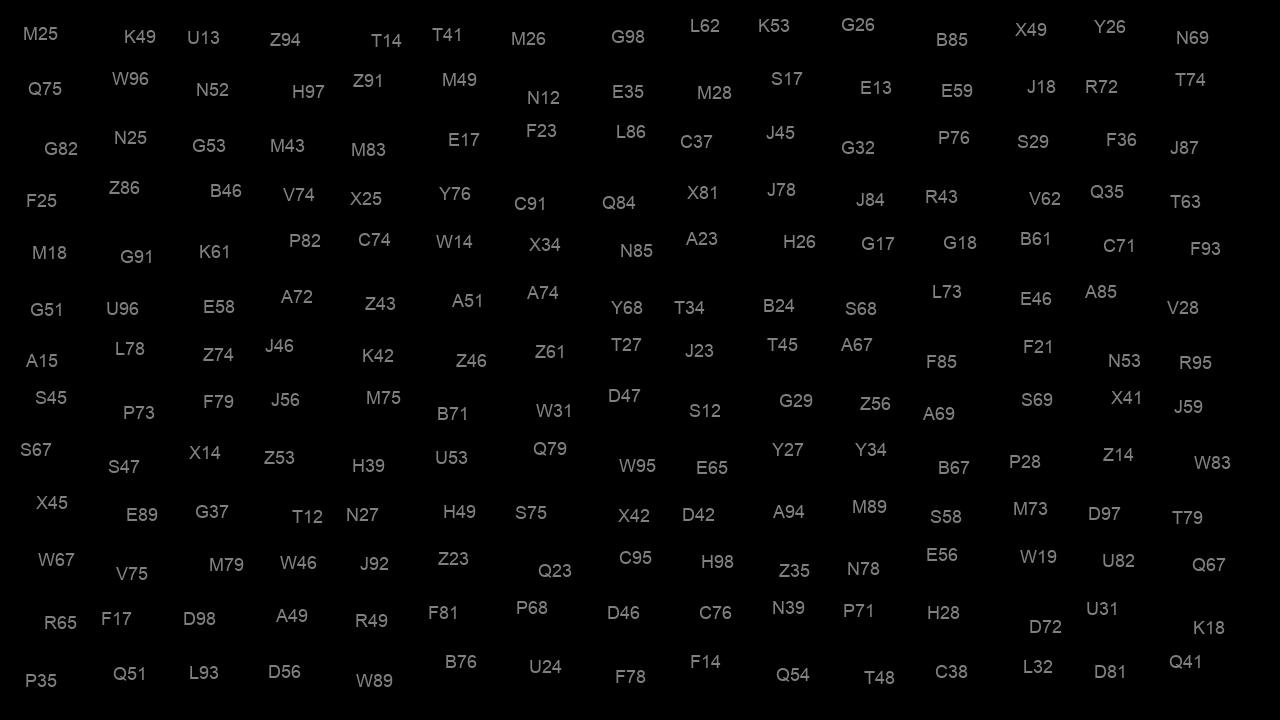 M25 K49 U13 Z94 T14 T41 M26 G98 L62 K53 G26 B85 X49 Y26 N69
Q75 W96 N52 H97 Z91 M49 N12 E35 M28 S17 E13 E59 J18 R72 T74
G82 N25 G53 M43 M83 E17 F23 L86 C37 J45 G32 P76 S29 F36 J87
F25 Z86 B46 V74 X25 Y76 C91 Q84 X81 J78 J84 R43 V62 Q35 T63
M18 G91 K61 P82 C74 W14 X34 N85 A23 H26 G17 G18 B61 C71 F93
G51 U96 E58 A72 Z43 A51 A74 Y68 T34 B24 S68 L73 E46 A85 V28
A15 L78 Z74 J46 K42 Z46 Z61 T27 J23 T45 A67 F85 F21 N53 R95
S45 P73 F79 J56 M75 B71 W31 D47 S12 G29 Z56 A69 S69 X41 J59
S67 S47 X14 Z53 H39 U53 Q79 W95 E65 Y27 Y34 B67 P28 Z14 W83
X45 E89 G37 T12 N27 H49 S75 X42 D42 A94 M89 S58 M73 D97 T79
W67 V75 M79 W46 J92 Z23 Q23 C95 H98 Z35 N78 E56 W19 U82 Q67
R65 F17 D98 A49 R49 F81 P68 D46 C76 N39 P71 H28 D72 U31 K18
P35 Q51 L93 D56 W89 B76 U24 F78 F14 Q54 T48 C38 L32 D81 Q41